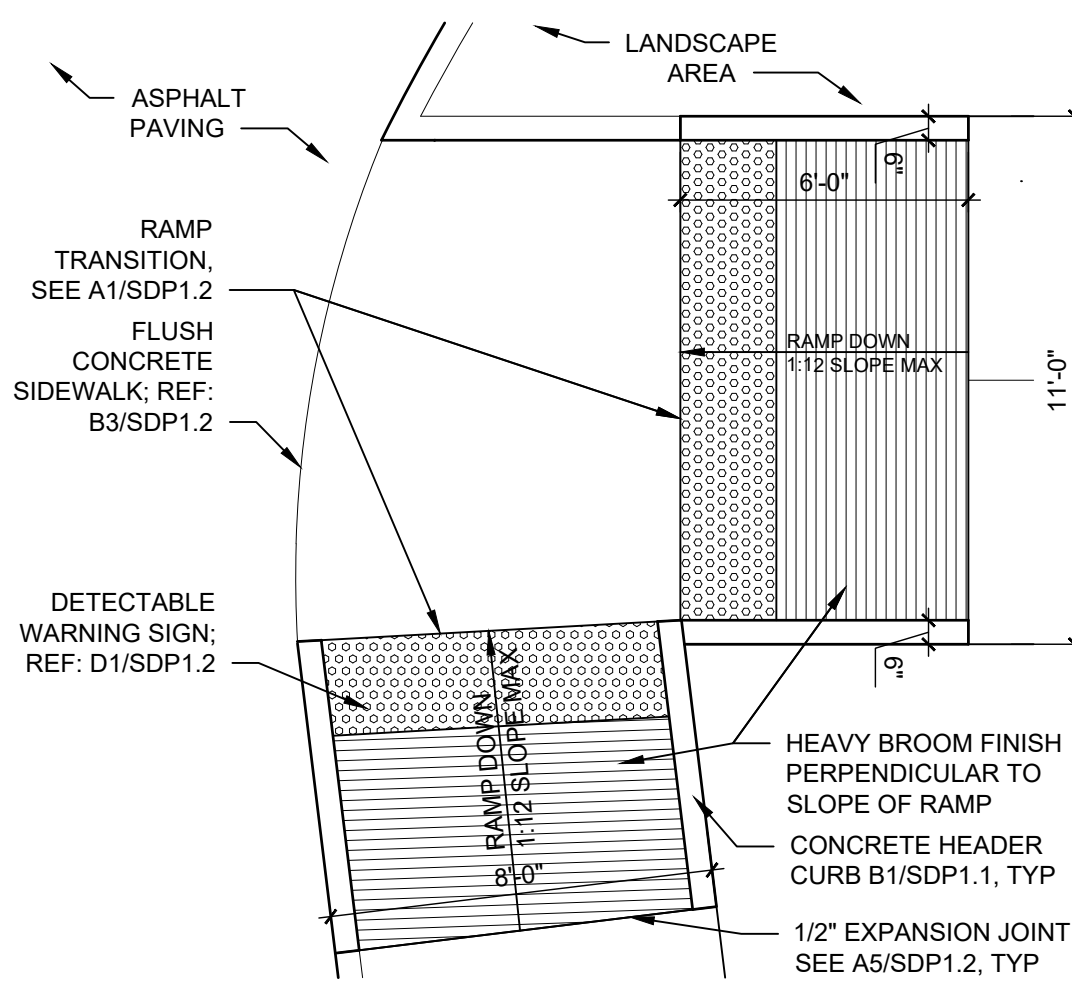 LANDSCAPE
AREA
ASPHALT
PAVING
6"
6'-0"
RAMP
TRANSITION,
SEE A1/SDP1.2
FLUSH
CONCRETE
SIDEWALK; REF:
B3/SDP1.2
RAMP DOWN
1:12 SLOPE MAX
11'-0"
DETECTABLE
WARNING SIGN;
REF: D1/SDP1.2
6"
RAMP DOWN
1:12 SLOPE MAX
8'-0"
HEAVY BROOM FINISH
PERPENDICULAR TO
SLOPE OF RAMP
CONCRETE HEADER
CURB B1/SDP1.1, TYP
1/2" EXPANSION JOINT
SEE A5/SDP1.2, TYP